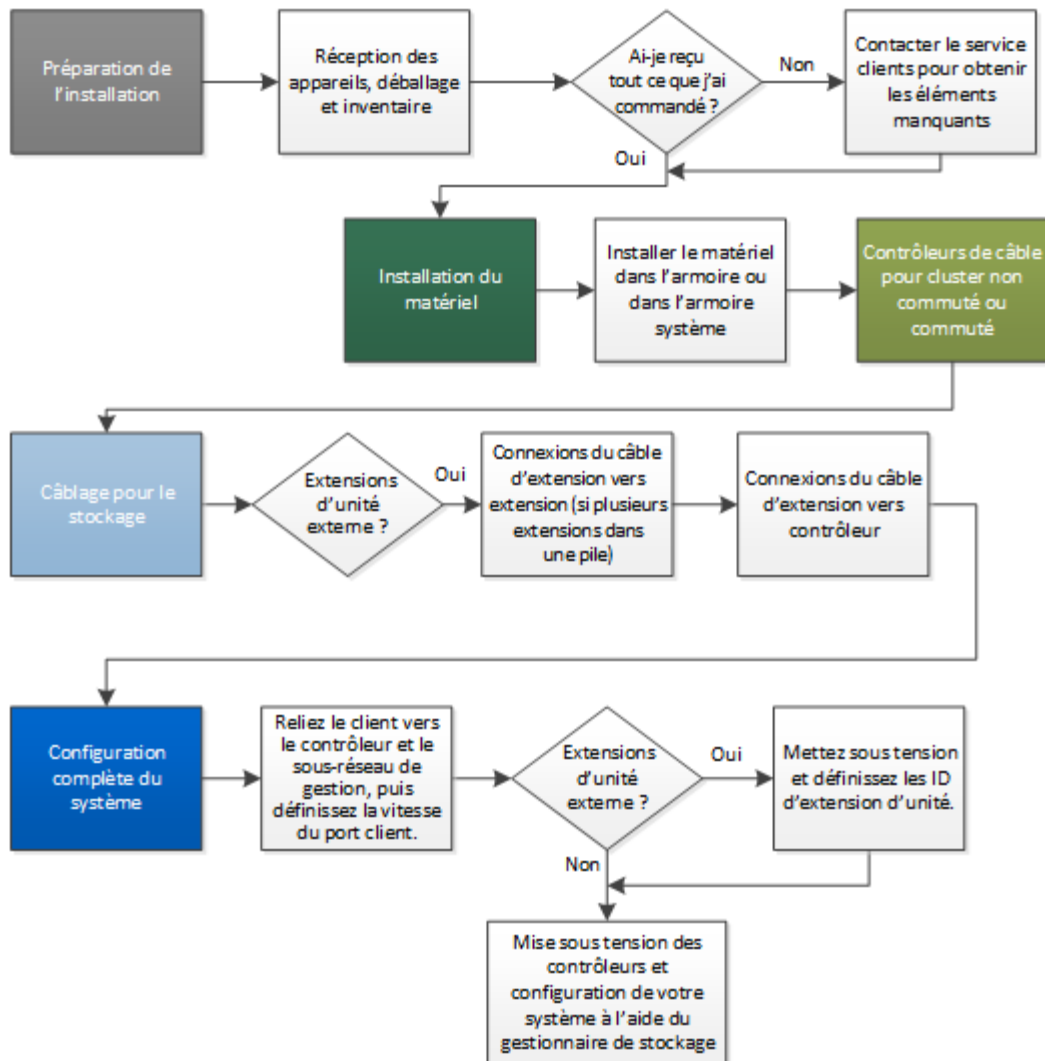 Préparation de
l'installation
Réception des
appareils, déballage
et inventaire
Ai-je reçu
tout ce que j'ai
commandé ?
Non
Contacter le service
clients pour obtenir
les éléments
manquants
Oui
Installation du
matériel
Installer le matériel
dans l'armoire ou
dans l'armoire
système
Contrôleurs de câble
pour cluster non
commuté ou
commuté
Câblage pour le
stockage
Extensions
d'unité
externe ?
Oui
Connexions du câble
d'extension vers
extension (si plusieurs
extensions dans
une pile)
Connexions du câble
d'extension vers
contrôleur
Configuration
complète du
système
Reliez le client vers
le contrôleur et le
sous-réseau de
gestion, puis
définissez la vitesse
du port client.
Extensions
d'unité
externe ?
Oui
Mettez sous tension
et définissez les ID
d'extension d'unité.
Non
Mise sous tension des
contrôleurs et
configuration de votre
système à l'aide du
gestionnaire de stockage